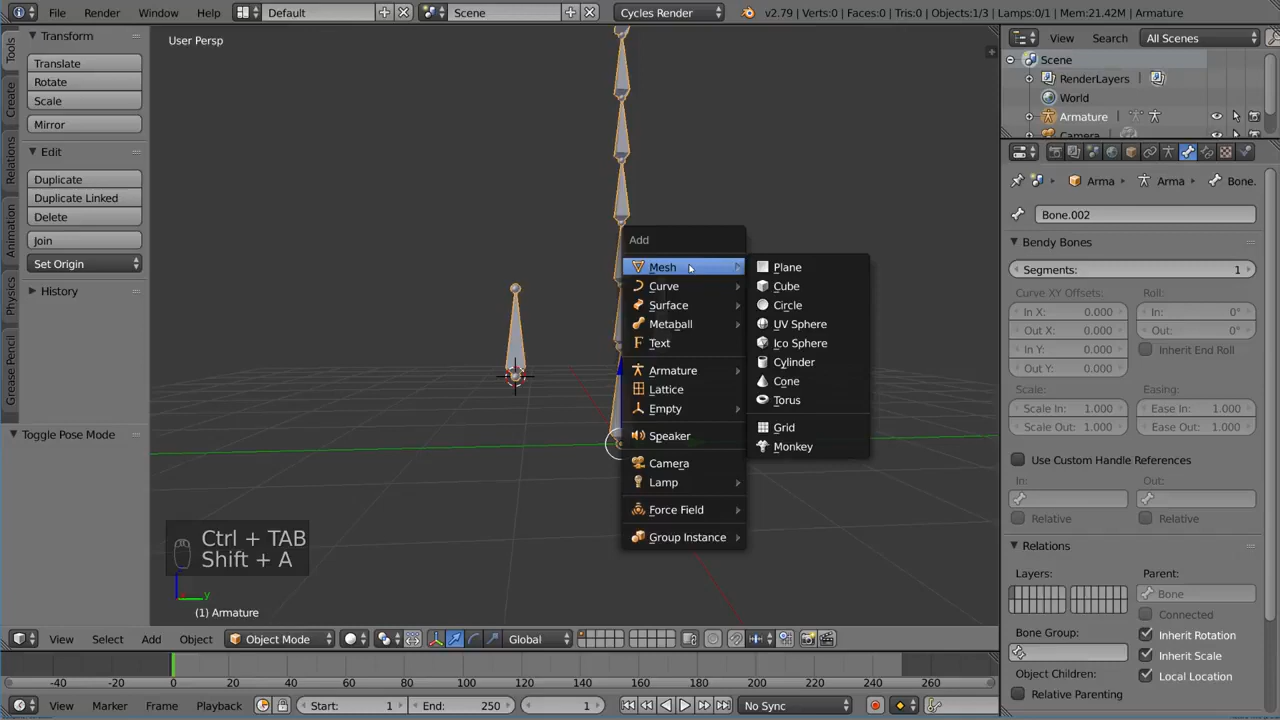 File Render Window Help Default Scene Cycles Render v2.79 | Verts:0 | Faces:0 | Tris:0 | Objects:1/3 | Lamps:0/1 | Mem:21.42M | Armature
Tools
Create
Relations
Animation
Physics
Grease Pencil
Transform
Translate
Rotate
Scale
Mirror
Edit
Duplicate
Duplicate Linked
Delete
Join
Set Origin
History
Toggle Pose Mode
User Persp
Add
Mesh
Curve
Surface
Metaball
Text
Armature
Lattice
Empty
Speaker
Camera
Lamp
Force Field
Group Instance
Plane
Cube
Circle
UV Sphere
Ico Sphere
Cylinder
Cone
Torus
Grid
Monkey
Ctrl + TAB
Shift + A
y
(1) Armature
View Select Add Object Object Mode Global
-40 -20 0 20 40 60 80 100 120 140 160 180 200 220 240 260 280
View Marker Frame Playback Start: 1 End: 250 1 No Sync
View Search All Scenes
Scene
RenderLayers
World
Armature
Camera
Arma Arma Bone.
Bone.002
Bendy Bones
Segments: 1
Curve XY Offsets: Roll:
In X: 0.000 In: 0°
Out X: 0.000 Out: 0°
In Y: 0.000 Inherit End Roll
Out Y: 0.000
Scale: Easing:
Scale In: 1.000 Ease In: 1.000
Scale Out: 1.000 Ease Out: 1.000
Use Custom Handle References
In: Out:
Relative Relative
Relations
Layers: Parent:
Bone
Connected
Bone Group: Inherit Rotation
Inherit Scale
Object Children: Local Location
Relative Parenting